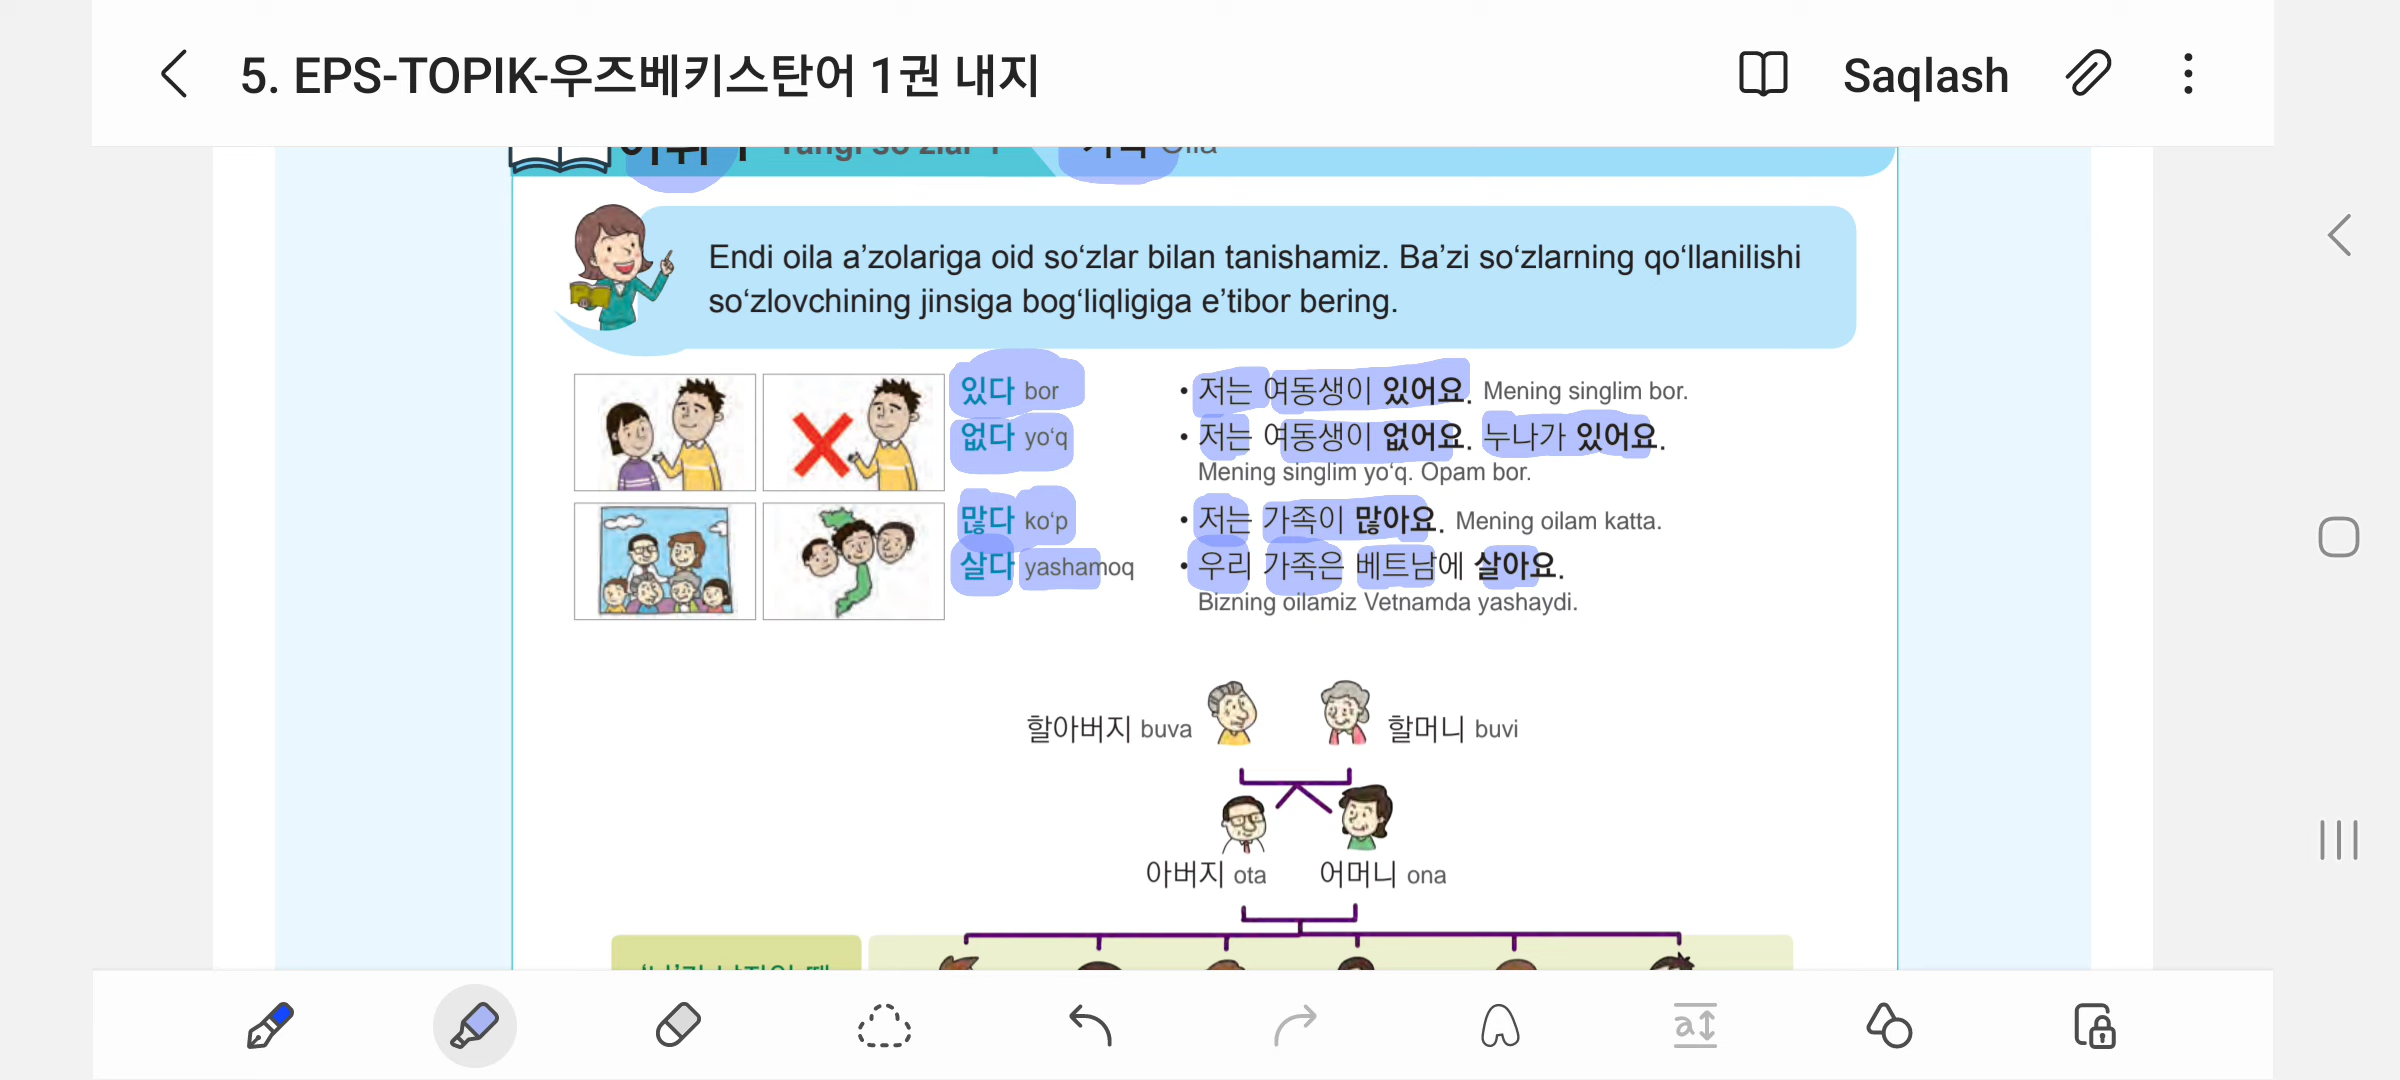 5. EPS-TOPIK-우즈베키스탄어 1권 내지
Saqlash
Endi oila a’zolariga oid so‘zlar bilan tanishamiz. Ba’zi so‘zlarning qo‘llanilishi
so‘zlovchining jinsiga bog‘liqligiga e’tibor bering.
있다 bor
• 저는 여동생이 있어요. Mening singlim bor.
없다 yo‘q
• 저는 여동생이 없어요. 누나가 있어요.
Mening singlim yo‘q. Opam bor.
많다 ko‘p
• 저는 가족이 많아요. Mening oilam katta.
살다 yashamoq
• 우리 가족은 베트남에 살아요.
Bizning oilamiz Vetnamda yashaydi.
할아버지 buva
할머니 buvi
아버지 ota
어머니 ona